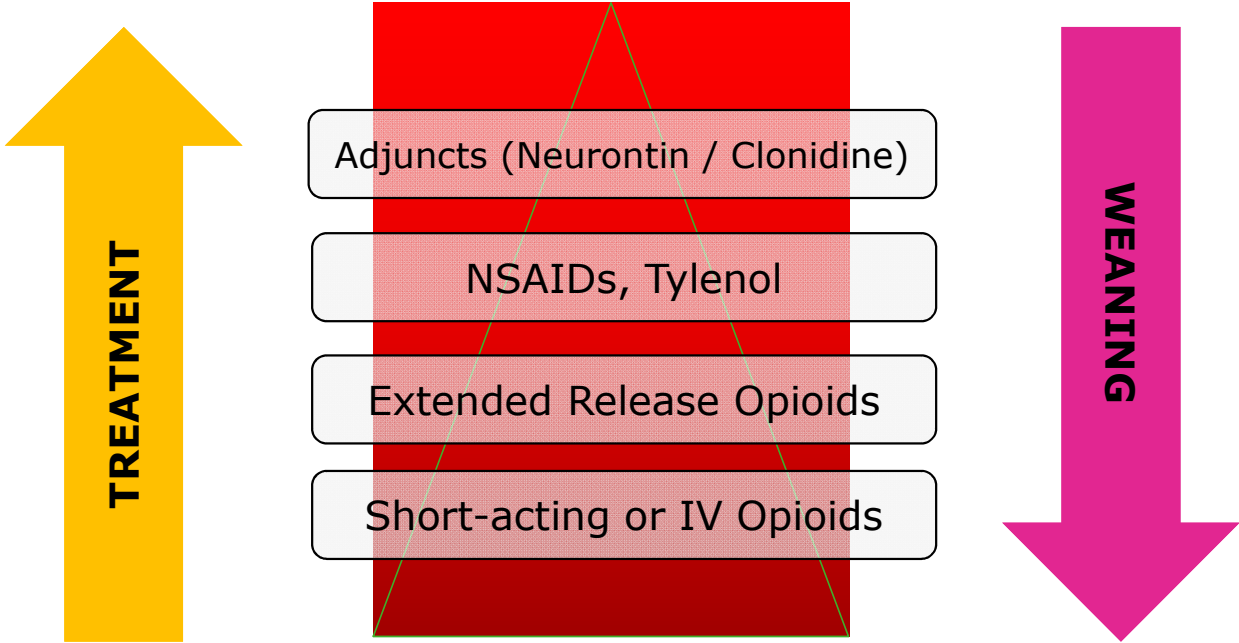 TREATMENT
Adjuncts (Neurontin / Clonidine)
NSAIDs, Tylenol
Extended Release Opioids
Short-acting or IV Opioids
WEANING